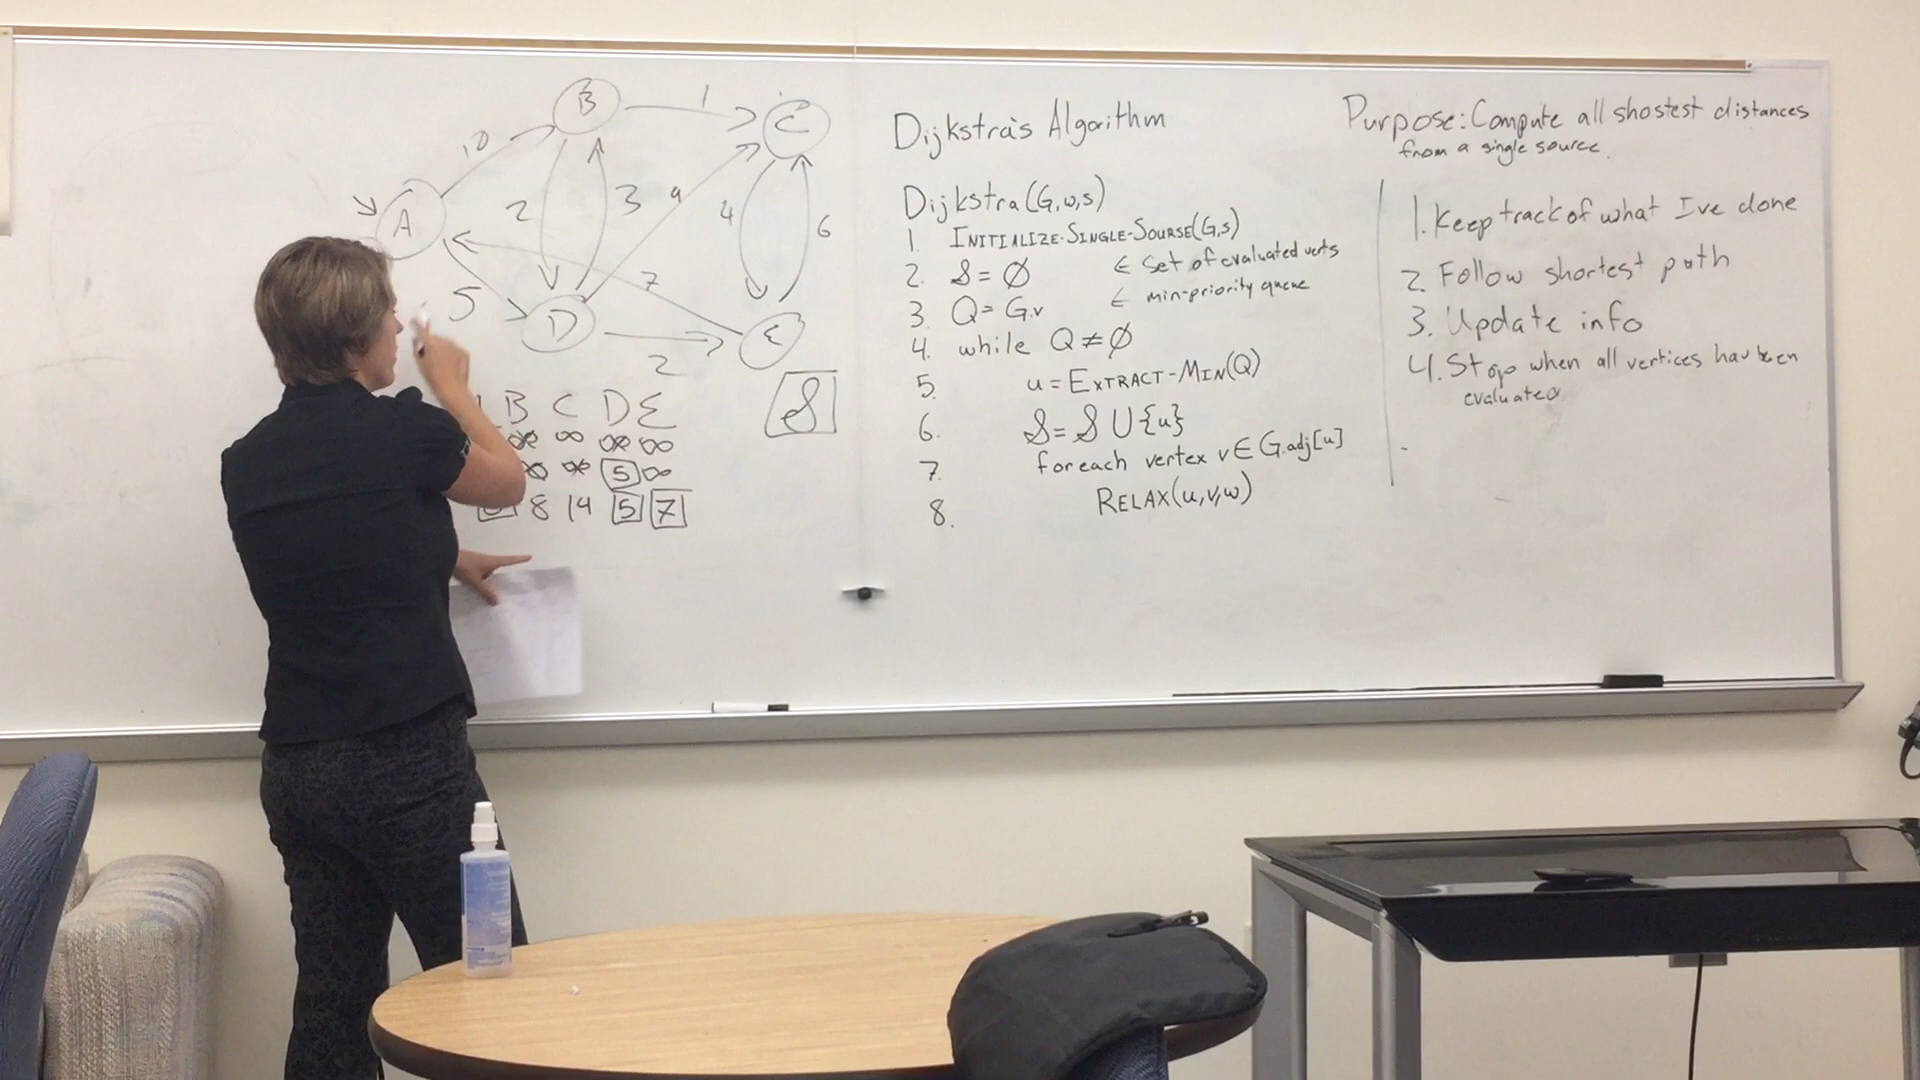 B
1
C
10
A
2
3
9
4
6
7
5
D
2
E
B C D E
∞ ∞ ∞ ∞
∞ ∞ 5 ∞
8 14 5 7
S
Dijkstra's Algorithm
Dijkstra(G,w,s)
1. INITIALIZE-SINGLE-SOURSE(G,s)
2. S = Ø ← Set of evaluated verts
3. Q = G.v ← min-priority queue
4. while Q ≠ Ø
5. u = EXTRACT-MIN(Q)
6. S = S U {u}
7. for each vertex v ∈ G.adj[u]
8. RELAX(u,v,w)
Purpose: Compute all shostest distances
from a single source.
1. Keep track of what I've done
2. Follow shortest path
3. Update info
4. Stop when all vertices have been
evaluated